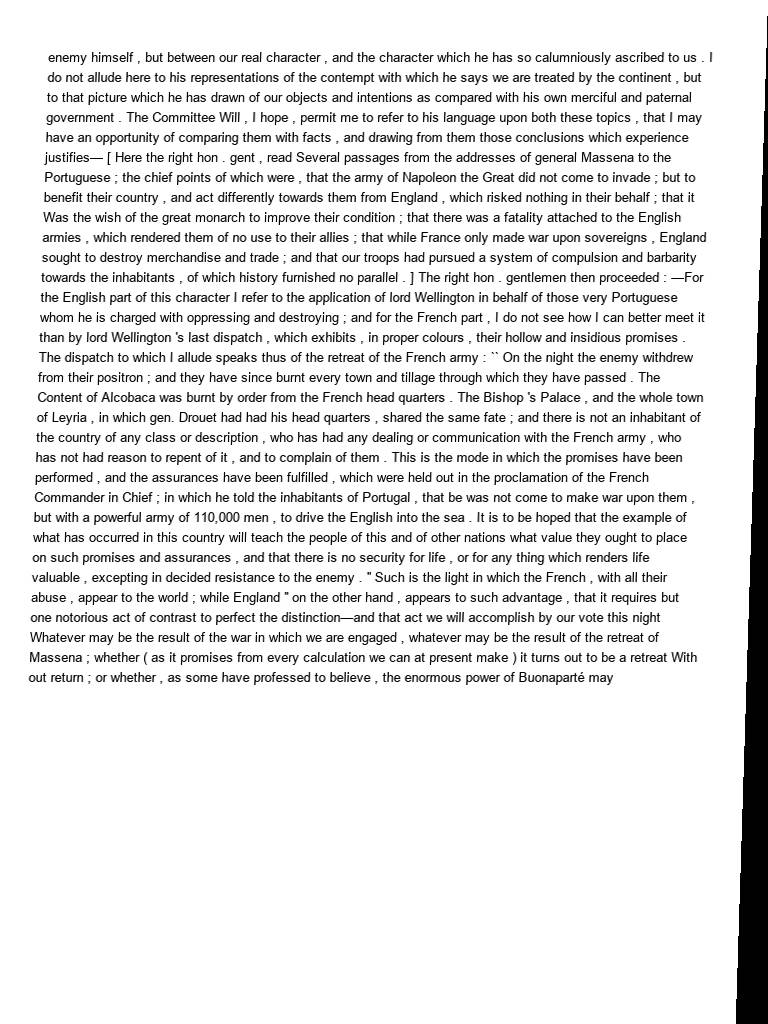 enemy himself , but between our real character , and the character which he has so calumniously ascribed to us . I
do not allude here to his representations of the contempt with which he says we are treated by the continent , but
to that picture which he has drawn of our objects and intentions as compared with his own merciful and paternal
government . The Committee Will , I hope , permit me to refer to his language upon both these topics , that I may
have an opportunity of comparing them with facts , and drawing from them those conclusions which experience
justifies— [ Here the right hon . gent , read Several passages from the addresses of general Massena to the
Portuguese ; the chief points of which were , that the army of Napoleon the Great did not come to invade ; but to
benefit their country , and act differently towards them from England , which risked nothing in their behalf ; that it
Was the wish of the great monarch to improve their condition ; that there was a fatality attached to the English
armies , which rendered them of no use to their allies ; that while France only made war upon sovereigns , England
sought to destroy merchandise and trade ; and that our troops had pursued a system of compulsion and barbarity
towards the inhabitants , of which history furnished no parallel . ] The right hon . gentlemen then proceeded : —For
the English part of this character I refer to the application of lord Wellington in behalf of those very Portuguese
whom he is charged with oppressing and destroying ; and for the French part , I do not see how I can better meet it
than by lord Wellington 's last dispatch , which exhibits , in proper colours , their hollow and insidious promises .
The dispatch to which I allude speaks thus of the retreat of the French army : `` On the night the enemy withdrew
from their positron ; and they have since burnt every town and tillage through which they have passed . The
Content of Alcobaca was burnt by order from the French head quarters . The Bishop 's Palace , and the whole town
of Leyria , in which gen. Drouet had had his head quarters , shared the same fate ; and there is not an inhabitant of
the country of any class or description , who has had any dealing or communication with the French army , who
has not had reason to repent of it , and to complain of them . This is the mode in which the promises have been
performed , and the assurances have been fulfilled , which were held out in the proclamation of the French
Commander in Chief ; in which he told the inhabitants of Portugal , that be was not come to make war upon them ,
but with a powerful army of 110,000 men , to drive the English into the sea . It is to be hoped that the example of
what has occurred in this country will teach the people of this and of other nations what value they ought to place
on such promises and assurances , and that there is no security for life , or for any thing which renders life
valuable , excepting in decided resistance to the enemy . " Such is the light in which the French , with all their
abuse , appear to the world ; while England " on the other hand , appears to such advantage , that it requires but
one notorious act of contrast to perfect the distinction—and that act we will accomplish by our vote this night
Whatever may be the result of the war in which we are engaged , whatever may be the result of the retreat of
Massena ; whether ( as it promises from every calculation we can at present make ) it turns out to be a retreat With
out return ; or whether , as some have professed to believe , the enormous power of Buonaparté may